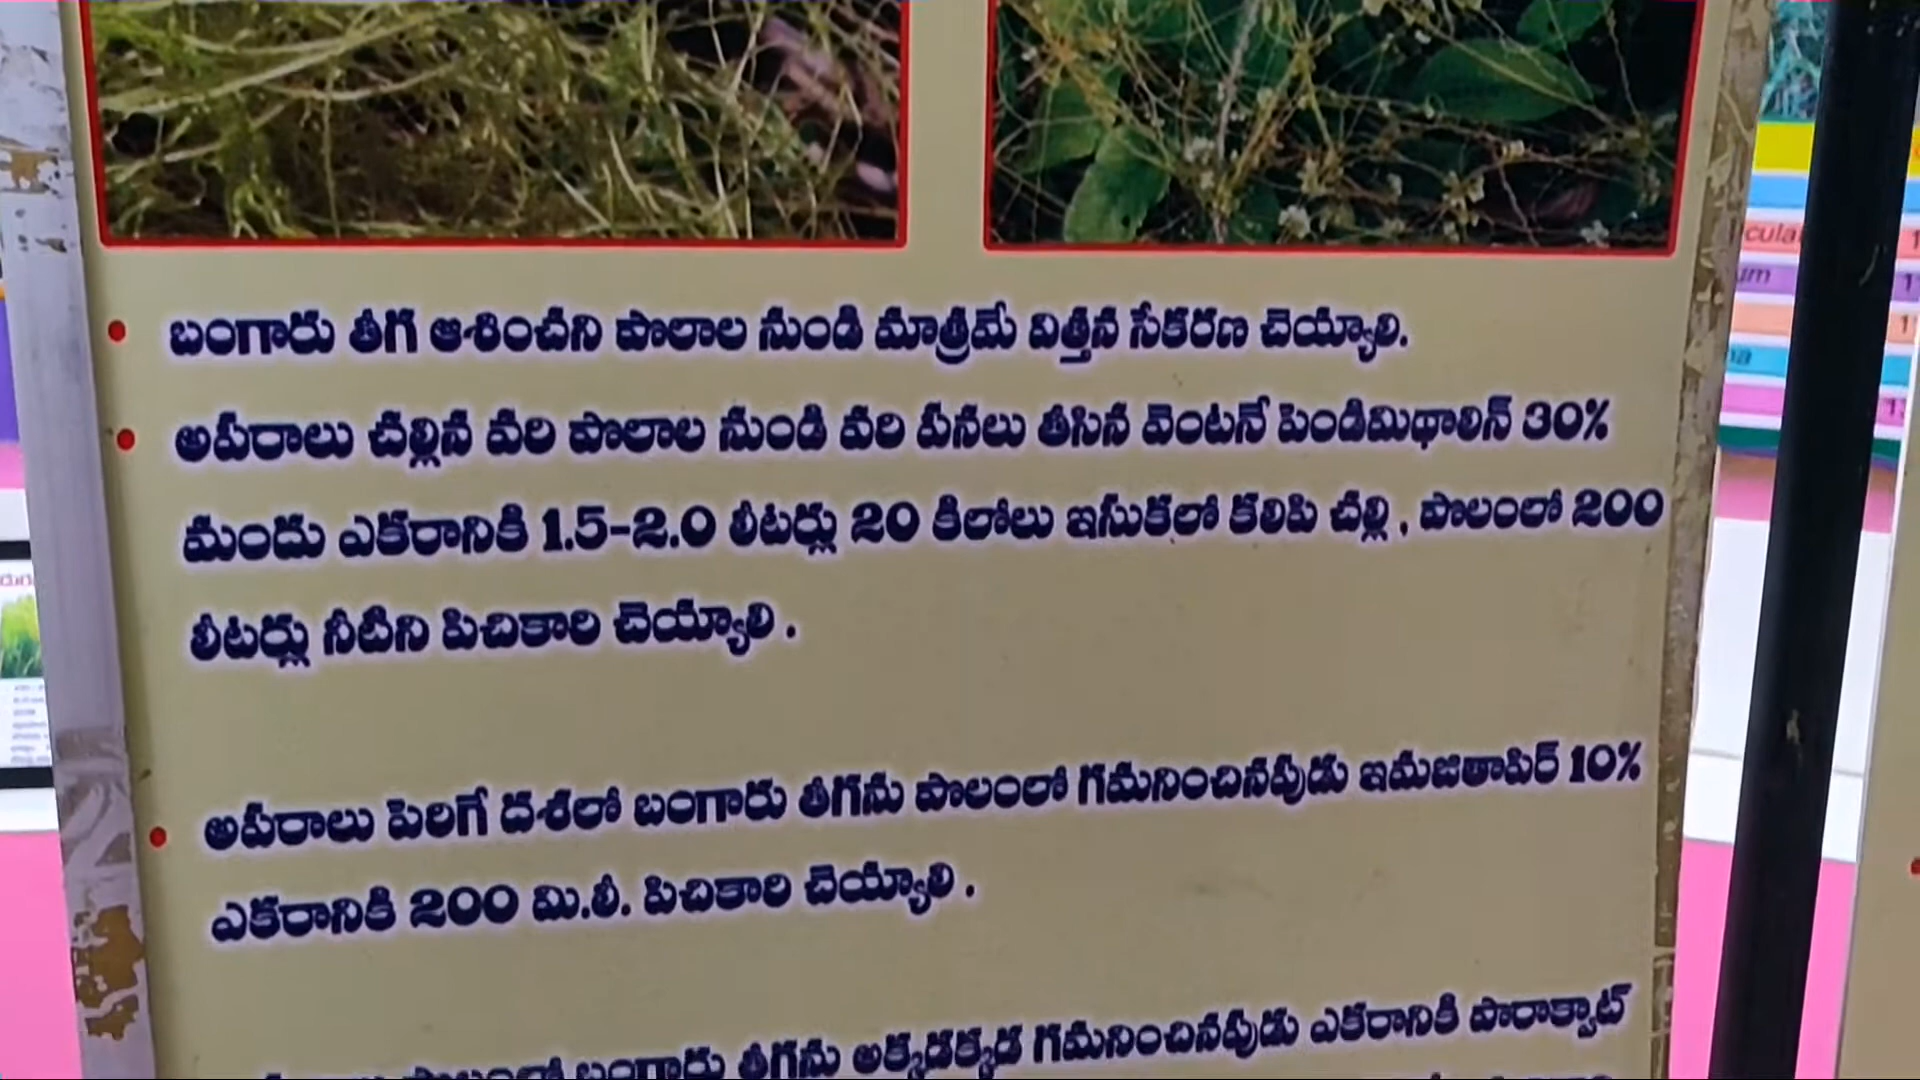 బంగారు తీగ ఆశించని పొలాల నుండి మాత్రమే విత్తన సేకరణ చెయ్యాలి.
అపరాలు చల్లిన వరి పొలాల నుండి వరి పనలు తీసిన వెంటనే పెండిమిథాలిన్ 30%
మందు ఎకరానికి 1.5-2.0 లీటర్లు 20 కిలోలు ఇసుకలో కలిపి చల్లి, పొలంలో 200
లీటర్లు నీటిని పిచికారి చెయ్యాలి.
అపరాలు పెరిగే దశలో బంగారు తీగను పొలంలో గమనించినపుడు ఇమజితాపిర్ 10%
ఎకరానికి 200 మి.లీ. పిచికారి చెయ్యాలి.
పొలంలో బంగారు తీగను అక్కడక్కడ గమనించినపుడు ఎకరానికి పారాక్వాట్